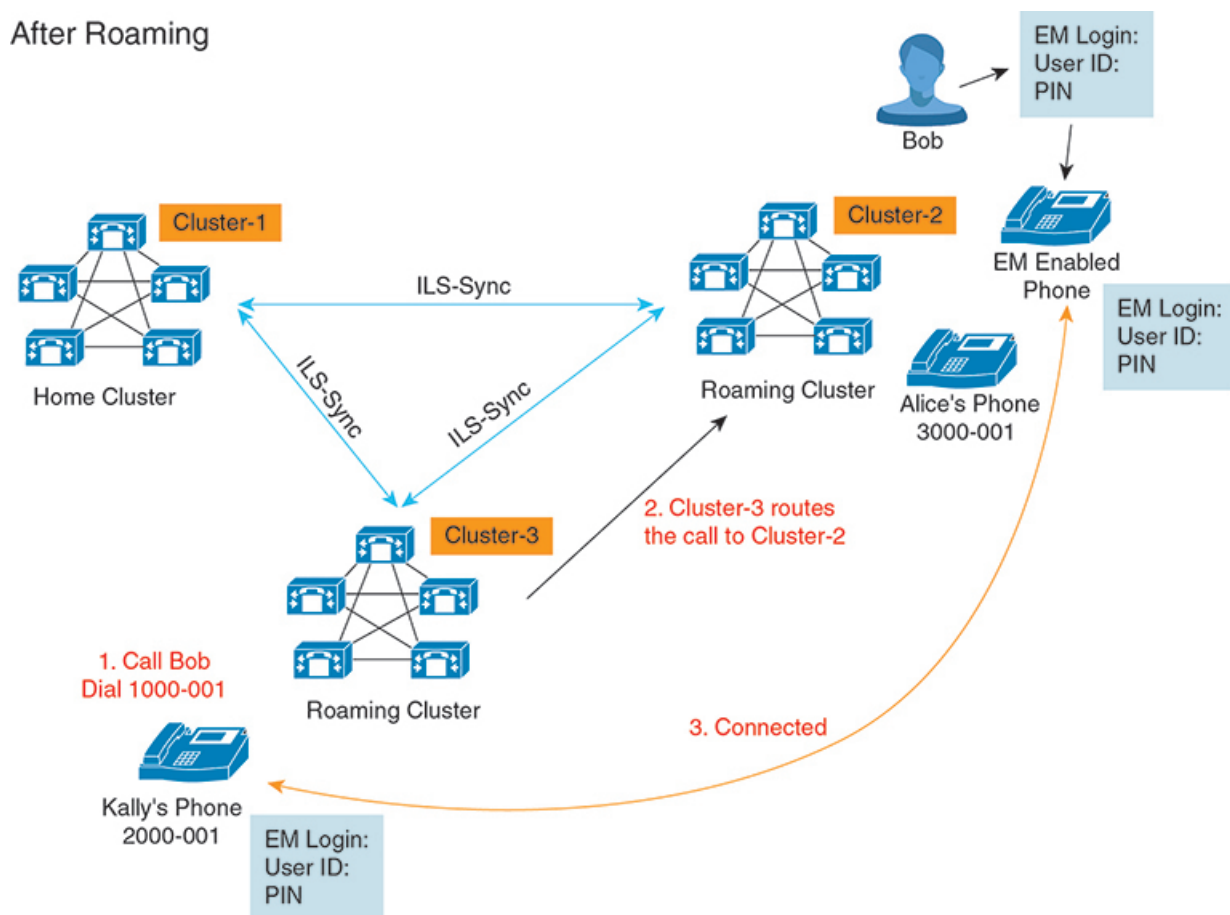 After Roaming
EM Login:
User ID:
PIN
Bob
Cluster-1
Cluster-2
EM Enabled
Phone
ILS-Sync
EM Login:
User ID:
PIN
Home Cluster
Roaming Cluster
Alice's Phone
3000-001
ILS-Sync
ILS-Sync
2. Cluster-3 routes
the call to Cluster-2
Cluster-3
1. Call Bob
Dial 1000-001
Roaming Cluster
3. Connected
Kally's Phone
2000-001
EM Login:
User ID:
PIN